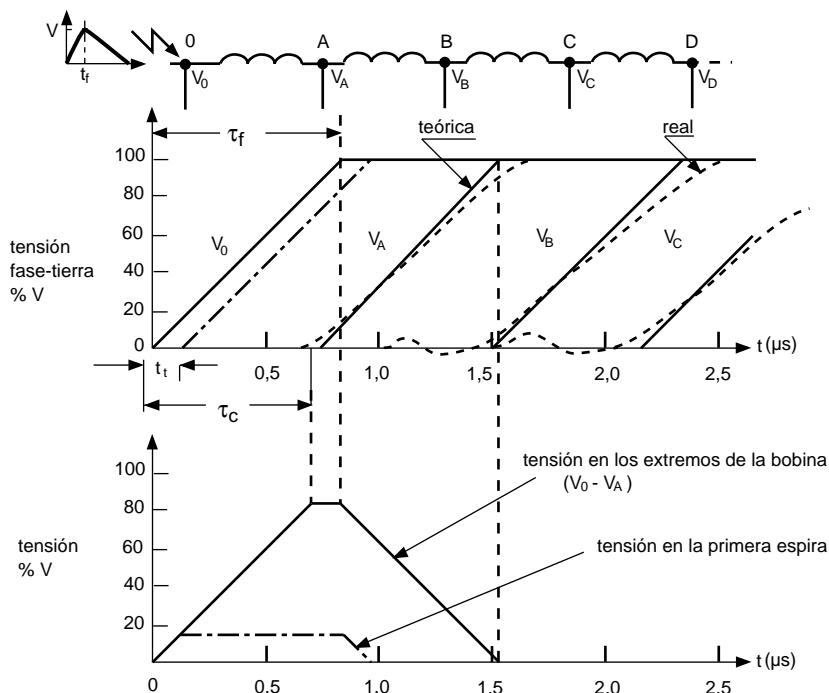 V
t_f
0
A
B
C
D
V_0
V_A
V_B
V_C
V_D
τ_f
teórica
real
100
80
60
40
20
0
tensión
fase-tierra
% V
V_0
V_A
V_B
V_C
t_t
0,5
1,0
1,5
2,0
2,5
t (µs)
τ_c
tensión en los extremos de la bobina
(V_0 - V_A)
tensión en la primera espira
100
80
60
40
20
tensión
% V
0
0,5
1,0
1,5
2,0
2,5
t (µs)